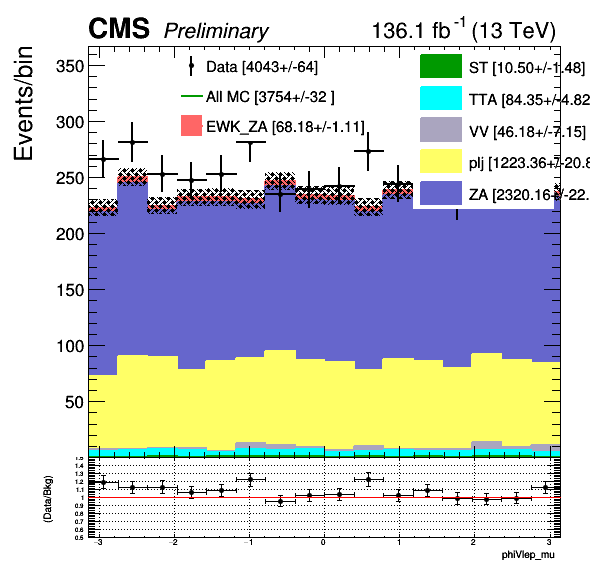 CMS Preliminary 136.1 fb⁻¹ (13 TeV)
Events/bin
350
300
250
200
150
100
50
Data [4043+/-64]
All MC [3754+/-32 ]
EWK_ZA [68.18+/-1.11]
ST [10.50+/-1.48]
TTA [84.35+/-4.82
VV [46.18+/-7.15]
plj [1223.36+/-20.8
ZA [2320.16+/-22.
(Data/Bkg)
1.5
1.4
1.3
1.2
1.1
1
0.9
0.8
0.7
0.6
0.5
−3 −2 −1 0 1 2 3
phiVlep_mu